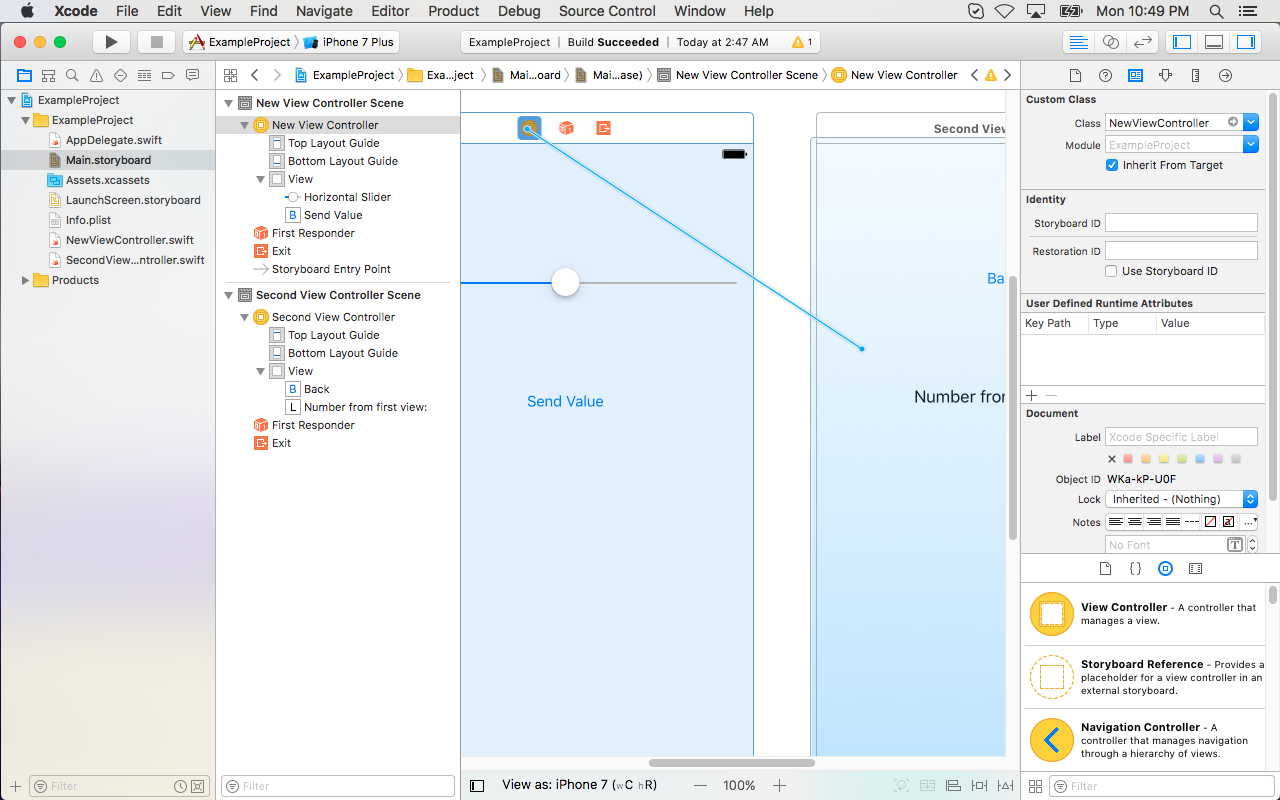 Xcode File Edit View Find Navigate Editor Product Debug Source Control Window Help Mon 10:49 PM
ExampleProject iPhone 7 Plus ExampleProject | Build Succeeded | Today at 2:47 AM 1
ExampleProject Exa...ject Mai...oard Mai...ase) New View Controller Scene New View Controller
ExampleProject
ExampleProject
AppDelegate.swift
Main.storyboard
Assets.xcassets
LaunchScreen.storyboard
Info.plist
NewViewController.swift
SecondView...ntroller.swift
Products
Filter
New View Controller Scene
New View Controller
Top Layout Guide
Bottom Layout Guide
View
Horizontal Slider
B Send Value
First Responder
Exit
Storyboard Entry Point
Second View Controller Scene
Second View Controller
Top Layout Guide
Bottom Layout Guide
View
B Back
L Number from first view:
First Responder
Exit
Filter
Send Value
Second View
Ba
Number from
View as: iPhone 7 (wC hR) 100%
Custom Class
Class NewViewController
Module ExampleProject
Inherit From Target
Identity
Storyboard ID
Restoration ID
Use Storyboard ID
User Defined Runtime Attributes
Key Path Type Value
Document
Label Xcode Specific Label
Object ID WKa-kP-U0F
Lock Inherited - (Nothing)
Notes
No Font T
View Controller - A controller that
manages a view.
Storyboard Reference - Provides a
placeholder for a view controller in an
external storyboard.
Navigation Controller - A
controller that manages navigation
through a hierarchy of views.
Filter